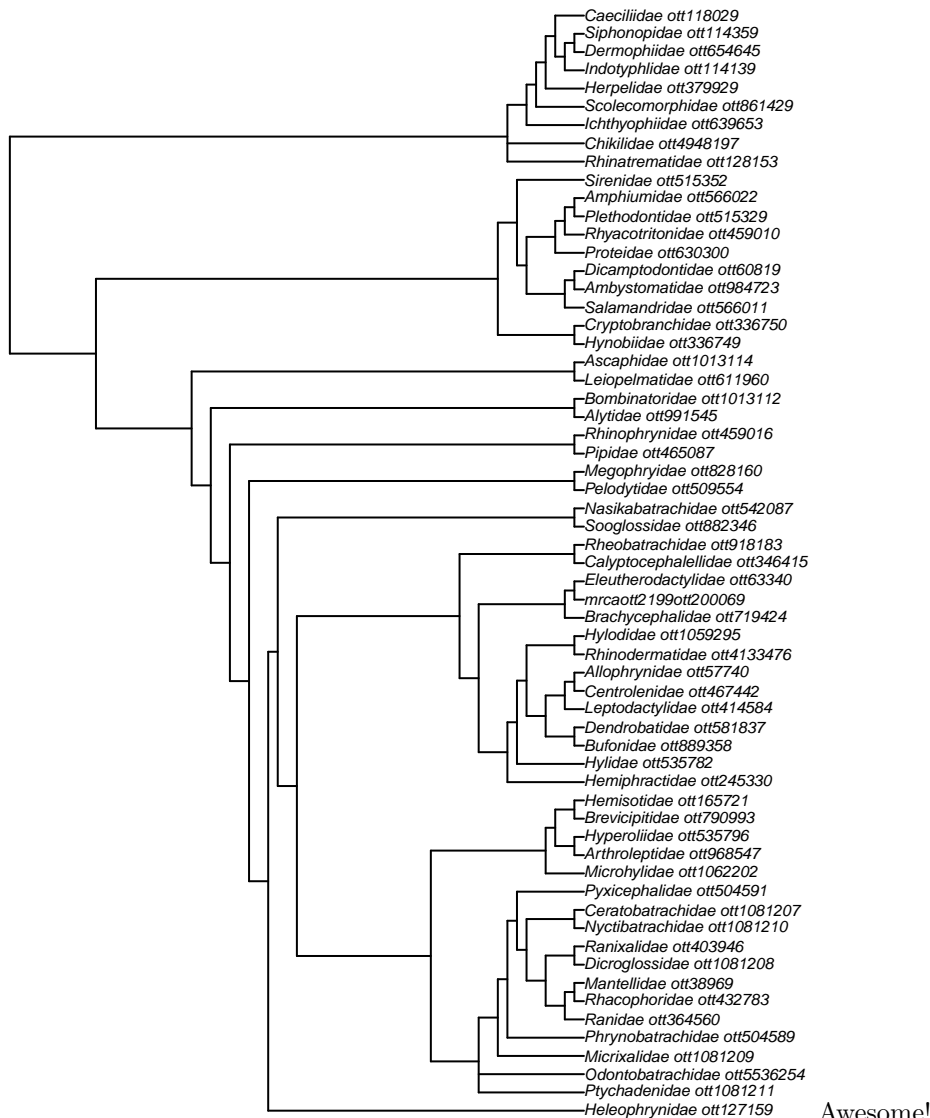 Caeciliidae ott118029
Siphonopidae ott114359
Dermophiidae ott654645
Indotyphlidae ott114139
Herpelidae ott379929
Scolecomorphidae ott861429
Ichthyophiidae ott639653
Chikilidae ott4948197
Rhinatrematidae ott128153
Sirenidae ott515352
Amphiumidae ott566022
Plethodontidae ott515329
Rhyacotritonidae ott459010
Proteidae ott630300
Dicamptodontidae ott60819
Ambystomatidae ott984723
Salamandridae ott566011
Cryptobranchidae ott336750
Hynobiidae ott336749
Ascaphidae ott1013114
Leiopelmatidae ott611960
Bombinatoridae ott1013112
Alytidae ott991545
Rhinophrynidae ott459016
Pipidae ott465087
Megophryidae ott828160
Pelodytidae ott509554
Nasikabatrachidae ott542087
Sooglossidae ott882346
Rheobatrachidae ott918183
Calyptocephalellidae ott346415
Eleutherodactylidae ott63340
mrcaott2199ott200069
Brachycephalidae ott719424
Hylodidae ott1059295
Rhinodermatidae ott4133476
Allophrynidae ott57740
Centrolenidae ott467442
Leptodactylidae ott414584
Dendrobatidae ott581837
Bufonidae ott889358
Hylidae ott535782
Hemiphractidae ott245330
Hemisotidae ott165721
Brevicipitidae ott790993
Hyperoliidae ott535796
Arthroleptidae ott968547
Microhylidae ott1062202
Pyxicephalidae ott504591
Ceratobatrachidae ott1081207
Nyctibatrachidae ott1081210
Ranixalidae ott403946
Dicroglossidae ott1081208
Mantellidae ott38969
Rhacophoridae ott432783
Ranidae ott364560
Phrynobatrachidae ott504589
Micrixalidae ott1081209
Odontobatrachidae ott5536254
Ptychadenidae ott1081211
Heleophrynidae ott127159
Awesome!